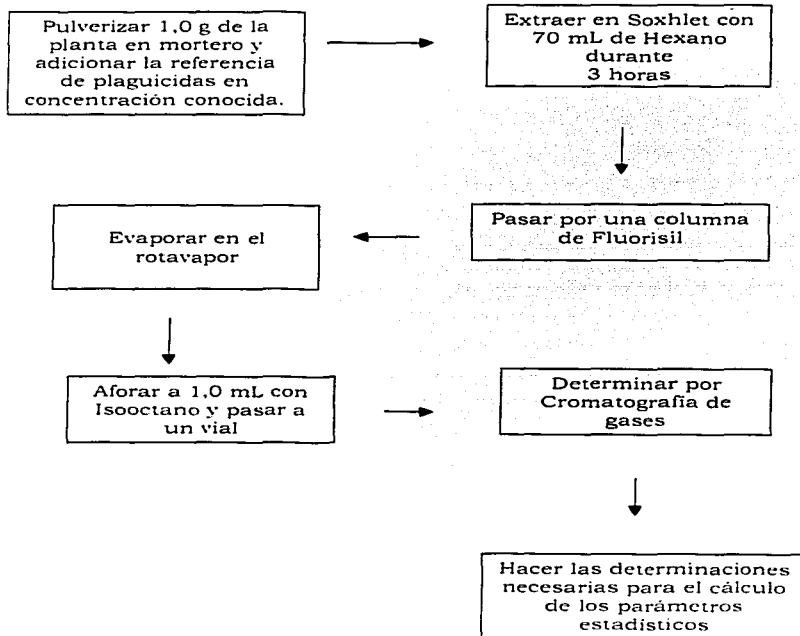 Pulverizar 1,0 g de la
planta en mortero y
adicionar la referencia
de plaguicidas en
concentración conocida.
Extraer en Soxhlet con
70 mL de Hexano
durante
3 horas
Pasar por una columna
de Fluorisil
Evaporar en el
rotavapor
Aforar a 1,0 mL con
Isooctano y pasar a
un vial
Determinar por
Cromatografía de
gases
Hacer las determinaciones
necesarias para el cálculo
de los parámetros
estadísticos